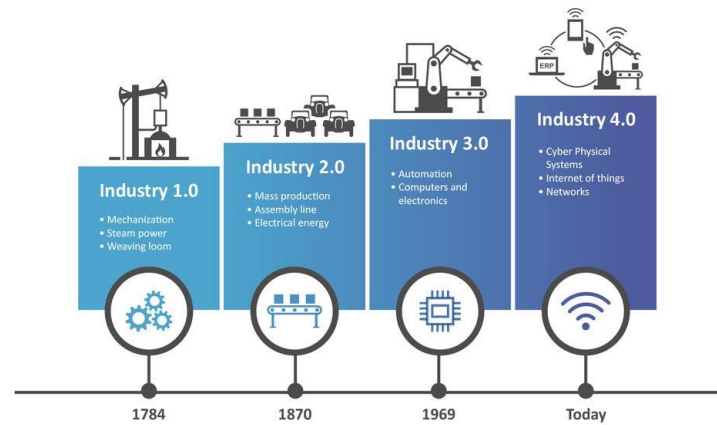 ERP
Industry 1.0
• Mechanization
• Steam power
• Weaving loom
Industry 2.0
• Mass production
• Assembly line
• Electrical energy
Industry 3.0
• Automation
• Computers and
electronics
Industry 4.0
• Cyber Physical
Systems
• Internet of things
• Networks
1784
1870
1969
Today